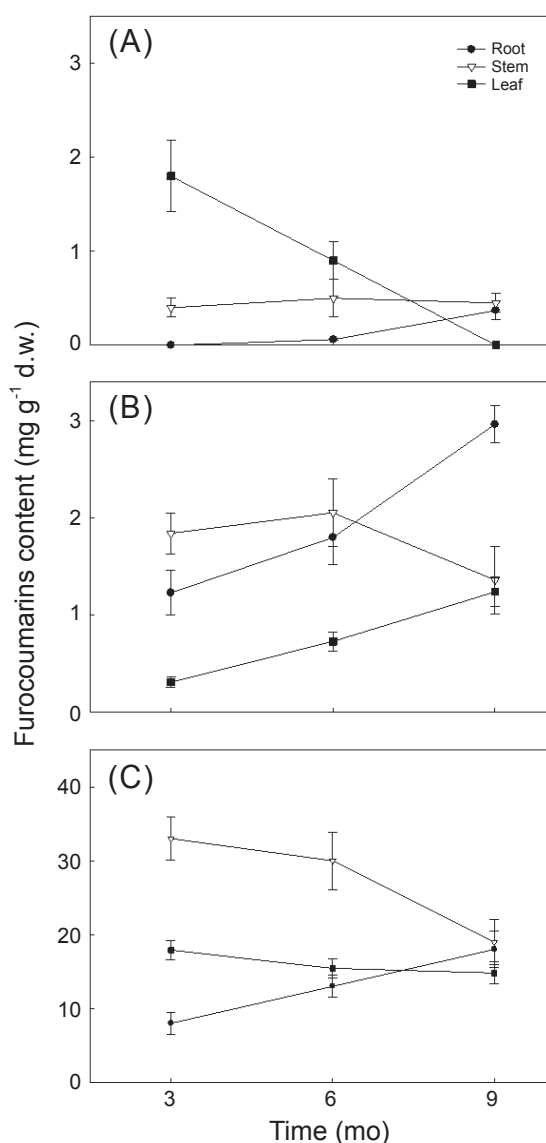 (A)
Root
Stem
Leaf
3
2
1
0
(B)
3
2
1
0
(C)
40
30
20
10
0
3 6 9
Time (mo)
Furocoumarins content (mg g⁻¹ d.w.)